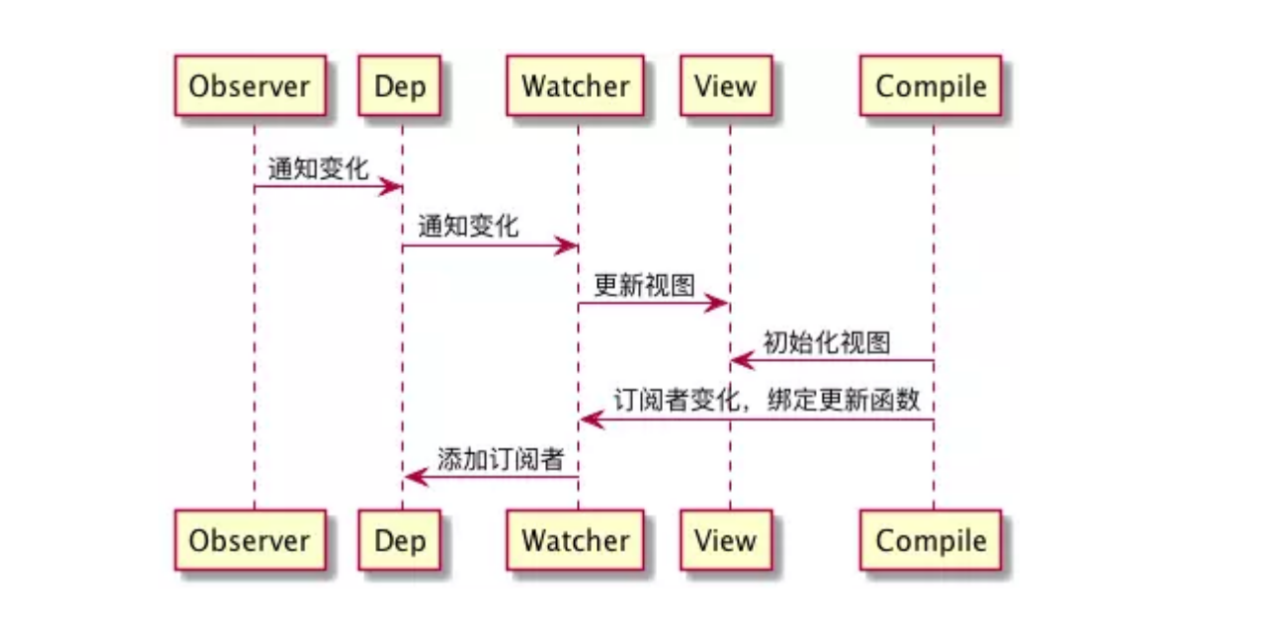 Observer
Dep
Watcher
View
Compile
通知变化
通知变化
更新视图
初始化视图
订阅者变化，绑定更新函数
添加订阅者
Observer
Dep
Watcher
View
Compile